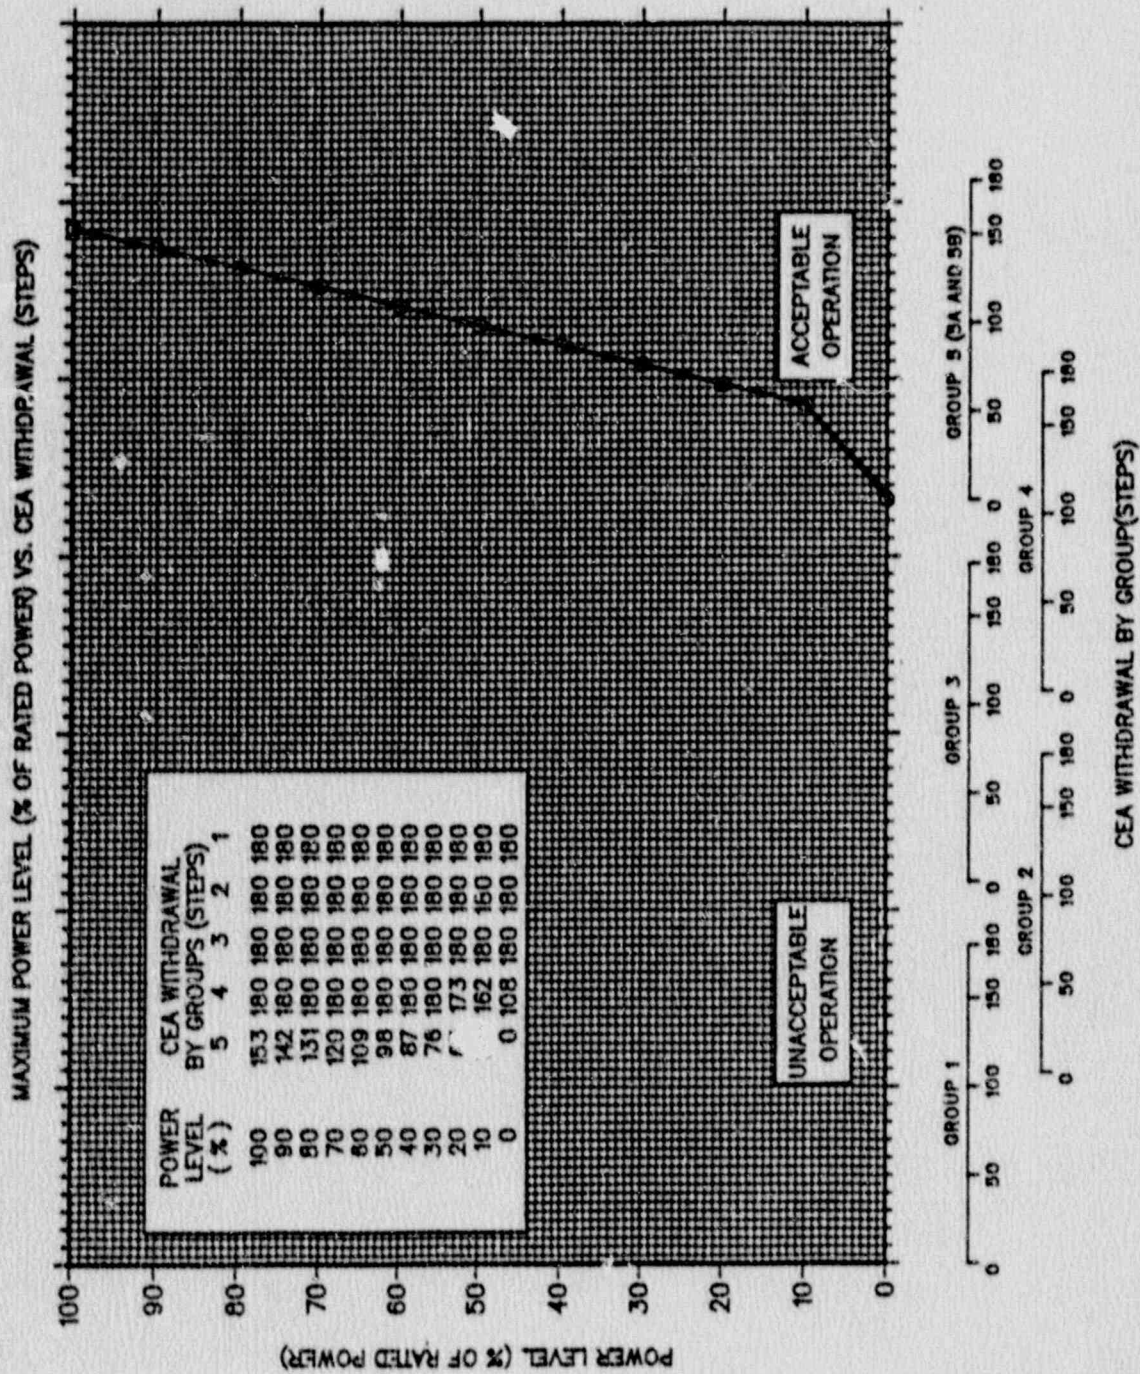 MAXIMUM POWER LEVEL (% OF RATED POWER) VS. CEA WITHDRAWAL (STEPS)
POWER LEVEL (% OF RATED POWER)
100
90
80
70
60
50
40
30
20
10
0
POWER CEA WITHDRAWAL
LEVEL BY GROUPS (STEPS)
(%) 5 4 3 2 1
100 153 180 180 180 180
90 142 180 180 180 180
80 131 180 180 180 180
70 120 180 180 180 180
60 109 180 180 180 180
50 98 180 180 180 180
40 87 180 180 180 180
30 76 180 180 180 180
20 173 180 180 180
10 162 180 160 180
0 0 108 180 180 180
UNACCEPTABLE
OPERATION
ACCEPTABLE
OPERATION
GROUP 1 GROUP 3 GROUP 5 (5A AND 5B)
0 50 100 150 180 0 50 100 150 180 0 50 100 150 180
GROUP 2 GROUP 4
0 50 100 150 180 0 50 100 150 180
CEA WITHDRAWAL BY GROUP(STEPS)